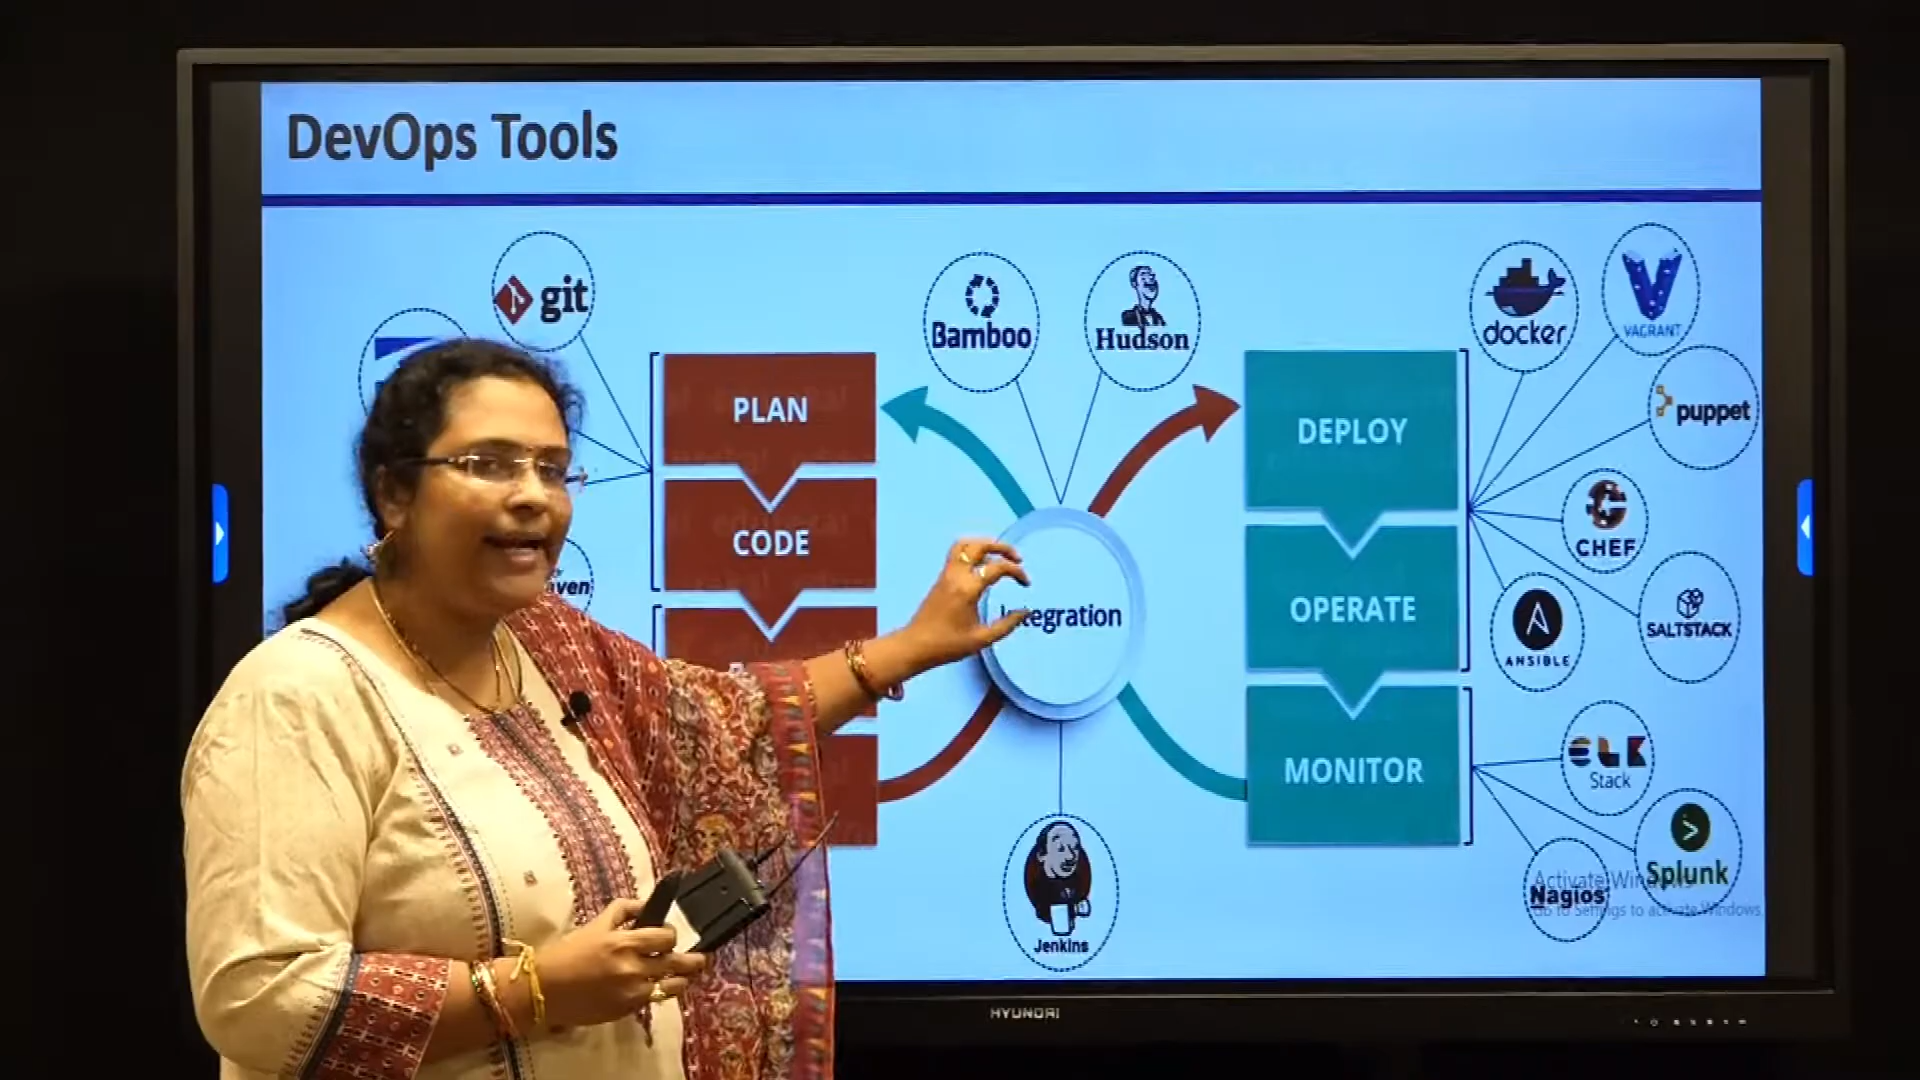 DevOps Tools
git
Bamboo
Hudson
docker
VAGRANT
puppet
PLAN
CODE
DEPLOY
OPERATE
MONITOR
CHEF
SALTSTACK
ANSIBLE
ELK
Stack
Splunk
Nagios
Activate Windows
Go to Settings to activate Windows.
Jenkins
HYUNDAI